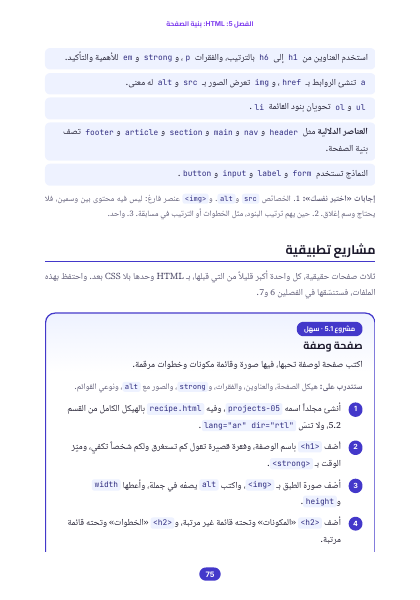 الفصل 5: HTML: بنية الصفحة
استخدم العناوين من h1 إلى h6 بالترتيب، والفقرات p ، و strong و em للأهمية والتأكيد.
a تنشئ الروابط بـ href ، و img تعرض الصور بـ src و alt له معنى.
ul و ol تحويان بنود القائمة li .
العناصر الدلالية مثل header و nav و main و section و article و footer تصف
بنية الصفحة.
النماذج تستخدم form و label و input و button .
إجابات «اختبر نفسك»: 1. الخصائص src و alt . و <img> عنصر فارغ: ليس فيه محتوى بين وسمين، فلا
يحتاج وسم إغلاق. 2. حين يهم ترتيب البنود، مثل الخطوات أو الترتيب في مسابقة. 3. واحد.
مشاريع تطبيقية
ثلاث صفحات حقيقية، كل واحدة أكبر قليلاً من التي قبلها، بـ HTML وحدها بلا CSS بعد. واحتفظ بهذه
الملفات، فستنسّقها في الفصلين 6 و7.
مشروع 5.1 · سهل
صفحة وصفة
اكتب صفحة لوصفة تحبها، فيها صورة وقائمة مكونات وخطوات مرقمة.
ستتدرب على: هيكل الصفحة، والعناوين، والفقرات، و strong ، والصور مع alt ، ونوعي القوائم.
1 أنشئ مجلداً اسمه projects-05 ، وفيه recipe.html بالهيكل الكامل من القسم
5.2، ولا تنسَ lang="ar" dir="rtl" .
2 أضف <h1> باسم الوصفة، وفقرة قصيرة تقول كم تستغرق ولكم شخصاً تكفي، وميّز
الوقت بـ <strong> .
3 أضف صورة الطبق بـ <img> ، واكتب alt يصفه في جملة، وأعطها width
و height .
4 أضف <h2> «المكونات» وتحته قائمة غير مرتبة، و <h2> «الخطوات» وتحته قائمة
مرتبة.
75